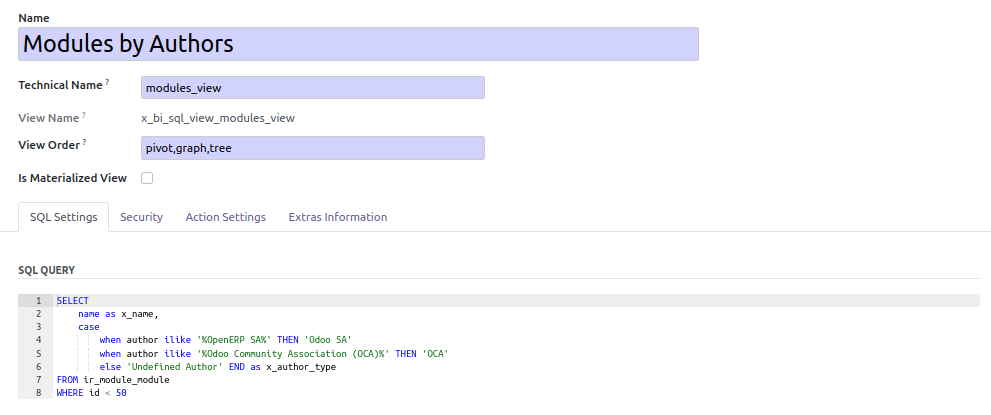 Name
Modules by Authors
Technical Name ?
modules_view
View Name ?
x_bi_sql_view_modules_view
View Order ?
pivot,graph,tree
Is Materialized View
SQL Settings Security Action Settings Extras Information
SQL QUERY
1 SELECT
2 name as x_name,
3 case
4 when author ilike '%OpenERP SA%' THEN 'Odoo SA'
5 when author ilike '%Odoo Community Association (OCA)%' THEN 'OCA'
6 else 'Undefined Author' END as x_author_type
7 FROM ir_module_module
8 WHERE id < 50